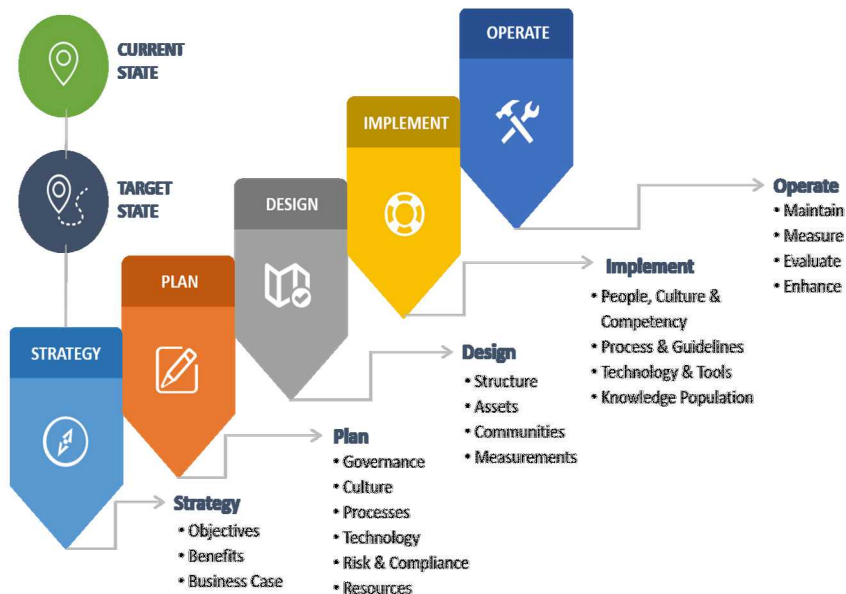 CURRENT
STATE
TARGET
STATE
STRATEGY
PLAN
DESIGN
IMPLEMENT
OPERATE
Strategy
• Objectives
• Benefits
• Business Case
Plan
• Governance
• Culture
• Processes
• Technology
• Risk & Compliance
• Resources
Design
• Structure
• Assets
• Communities
• Measurements
Implement
• People, Culture &
Competency
• Process & Guidelines
• Technology & Tools
• Knowledge Population
Operate
• Maintain
• Measure
• Evaluate
• Enhance